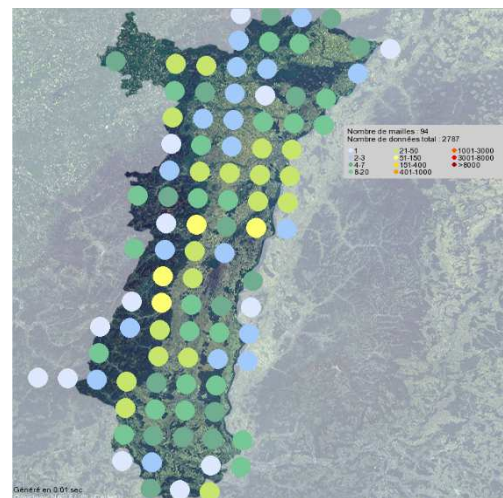 Nombre de mailles : 94
Nombre de données total : 2787
1 21-50 1001-3000
2-3 51-150 3001-8000
4-7 151-400 >8000
8-20 401-1000
Généré en 0.01 sec